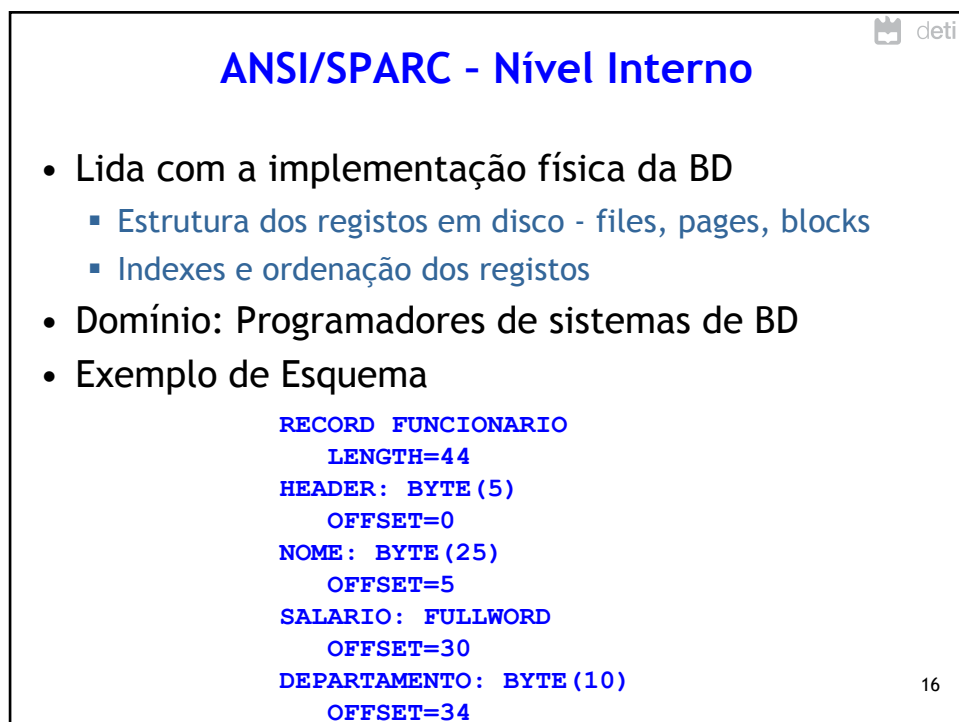 deti
ANSI/SPARC – Nível Interno
• Lida com a implementação física da BD
▪ Estrutura dos registos em disco - files, pages, blocks
▪ Indexes e ordenação dos registos
• Domínio: Programadores de sistemas de BD
• Exemplo de Esquema
RECORD FUNCIONARIO
LENGTH=44
HEADER: BYTE(5)
OFFSET=0
NOME: BYTE(25)
OFFSET=5
SALARIO: FULLWORD
OFFSET=30
DEPARTAMENTO: BYTE(10)
OFFSET=34
16